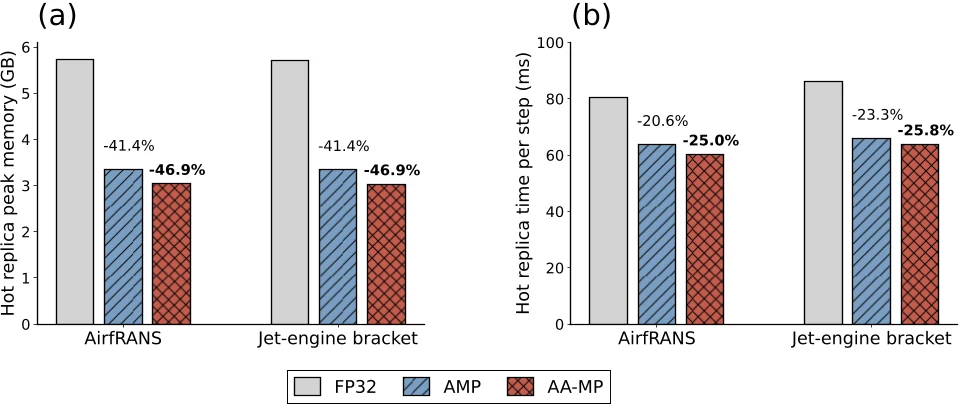 (a)
Hot replica peak memory (GB)
6
5
4
3
2
1
0
-41.4%
-46.9%
-41.4%
-46.9%
AirfRANS
Jet-engine bracket
(b)
Hot replica time per step (ms)
100
80
60
40
20
0
-20.6%
-25.0%
-23.3%
-25.8%
AirfRANS
Jet-engine bracket
FP32
AMP
AA-MP